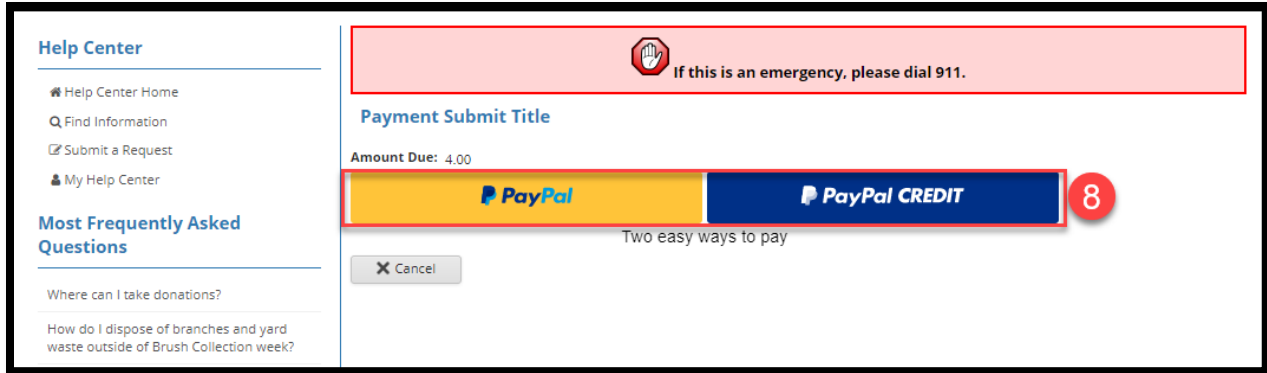 Help Center
Help Center Home
Find Information
Submit a Request
My Help Center
Most Frequently Asked
Questions
Where can I take donations?
How do I dispose of branches and yard
waste outside of Brush Collection week?
If this is an emergency, please dial 911.
Payment Submit Title
Amount Due: 4.00
PayPal PayPal CREDIT 8
Two easy ways to pay
Cancel